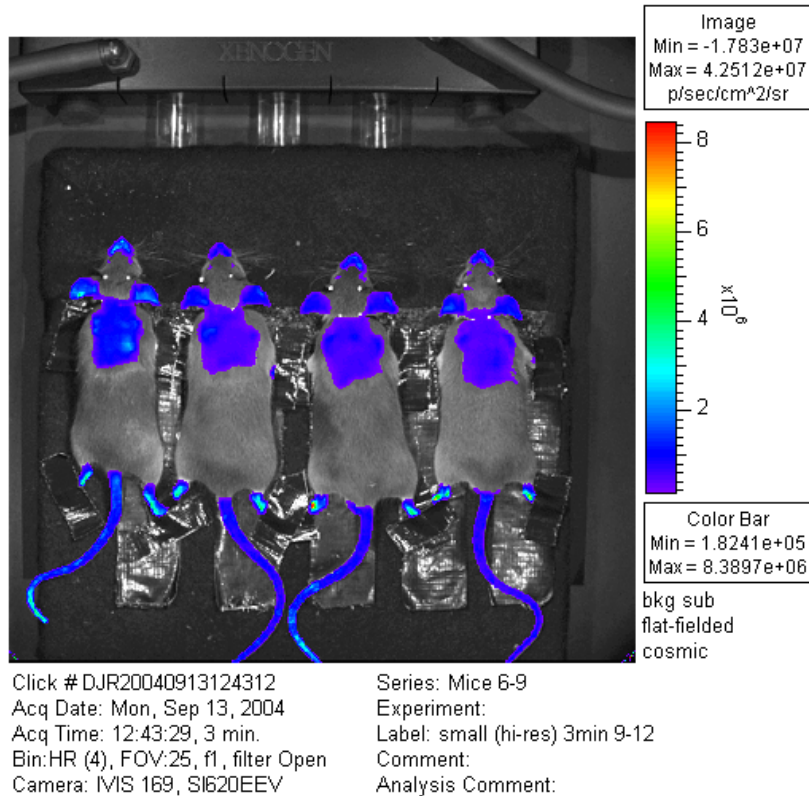 Image
Min = -1.783e+07
Max = 4.2512e+07
p/sec/cm^2/sr
XENOGEN
8
6
4
2
x10^6
Color Bar
Min = 1.8241e+05
Max = 8.3897e+06
bkg sub
flat-fielded
cosmic
Click # DJR20040913124312
Acq Date: Mon, Sep 13, 2004
Acq Time: 12:43:29, 3 min.
Bin:HR (4), FOV:25, f1, filter Open
Camera: IVIS 169, SI620EEV
Series: Mice 6-9
Experiment:
Label: small (hi-res) 3min 9-12
Comment:
Analysis Comment: